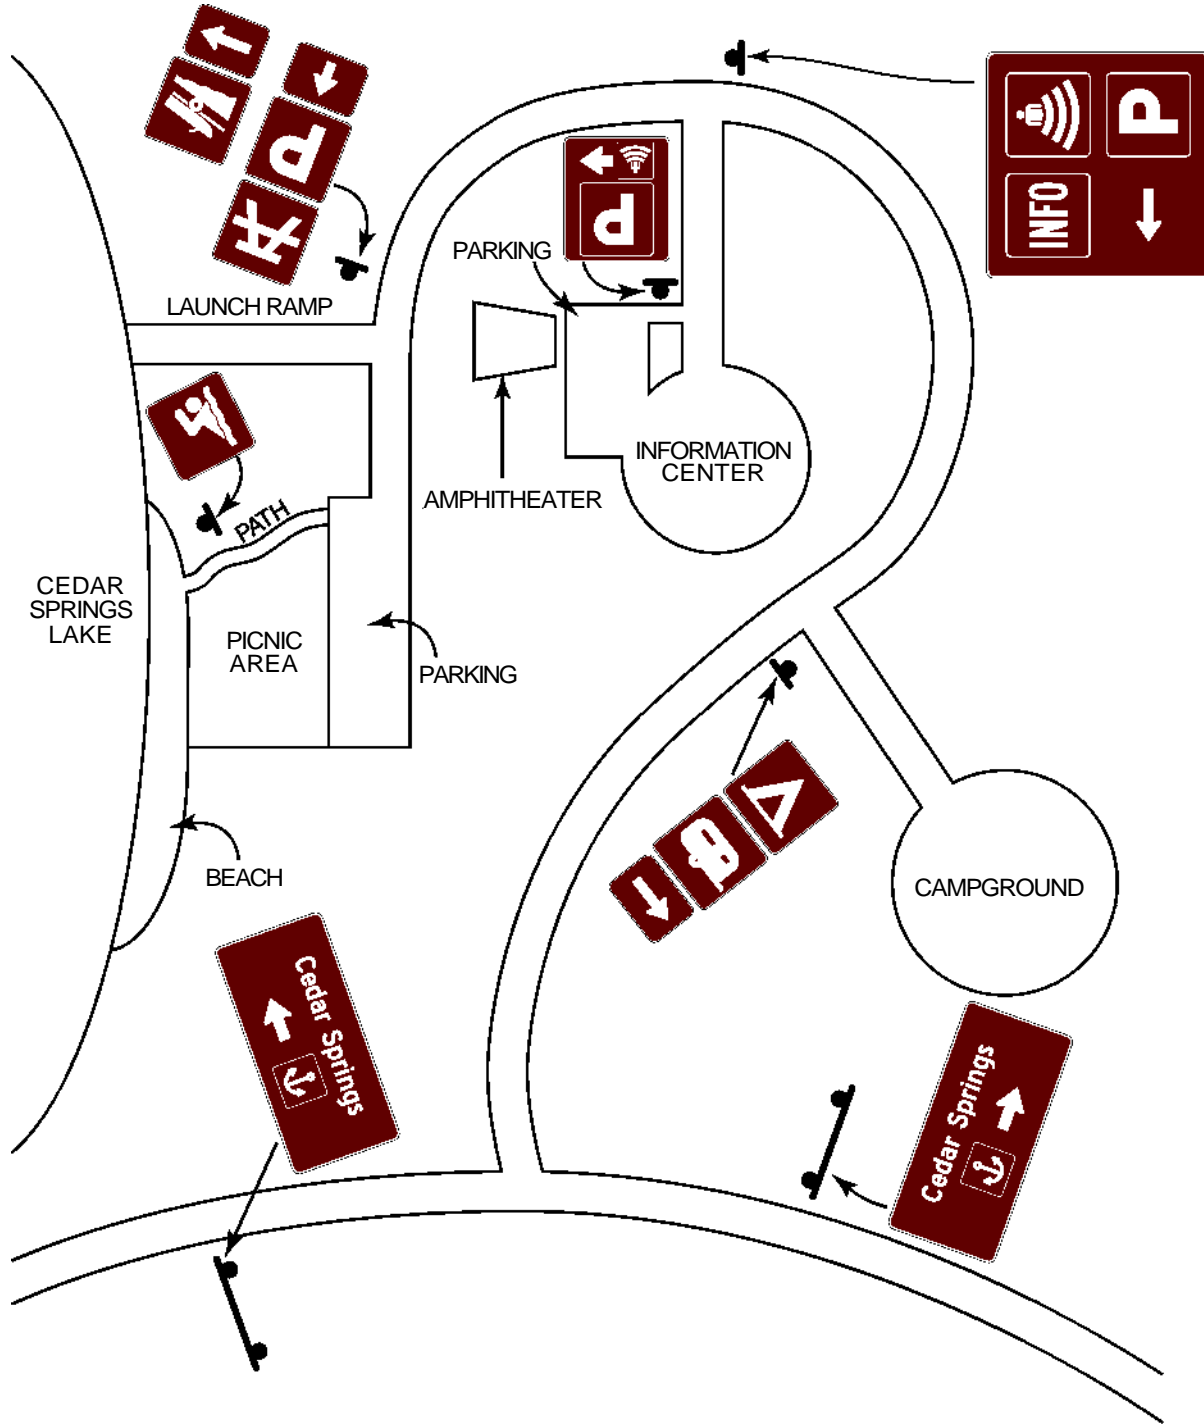 P
INFO
P
P
LAUNCH RAMP
PARKING
AMPHITHEATER
INFORMATION
CENTER
PATH
CEDAR
SPRINGS
LAKE
PICNIC
AREA
PARKING
BEACH
CAMPGROUND
Cedar Springs
Cedar Springs